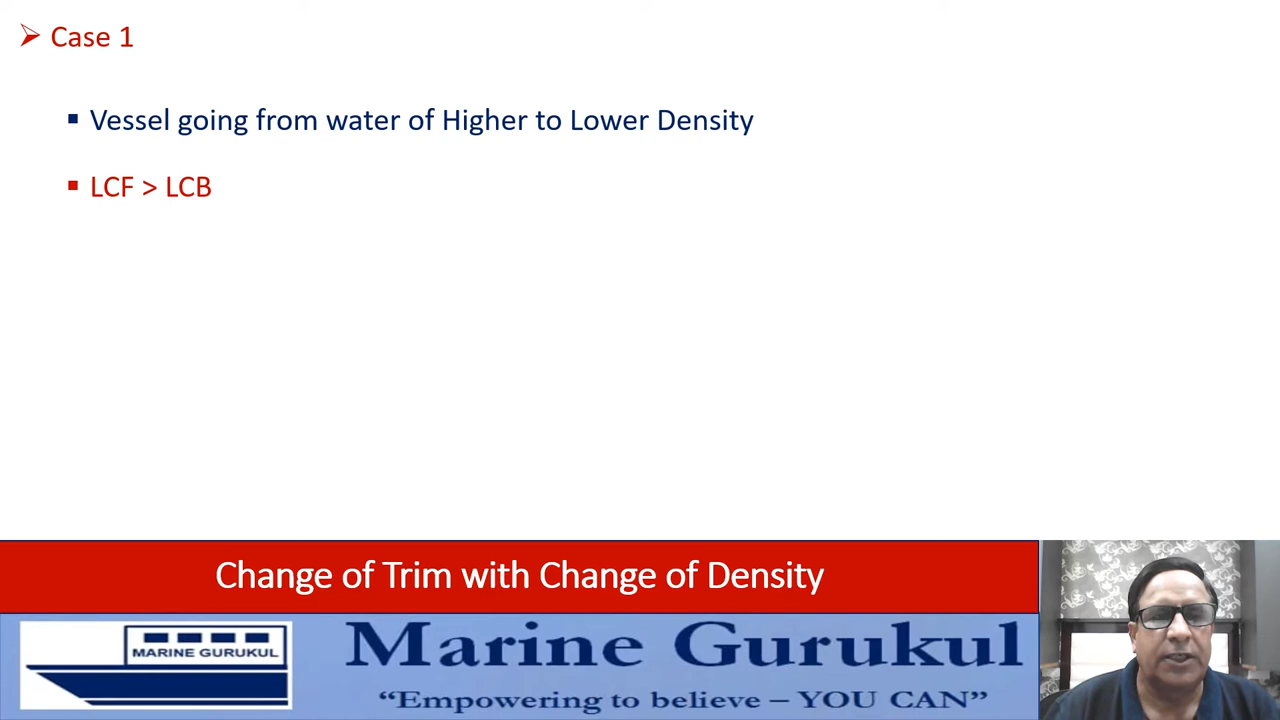 Case 1
Vessel going from water of Higher to Lower Density
LCF > LCB
Change of Trim with Change of Density
MARINE GURUKUL
Marine Gurukul
“Empowering to believe – YOU CAN”